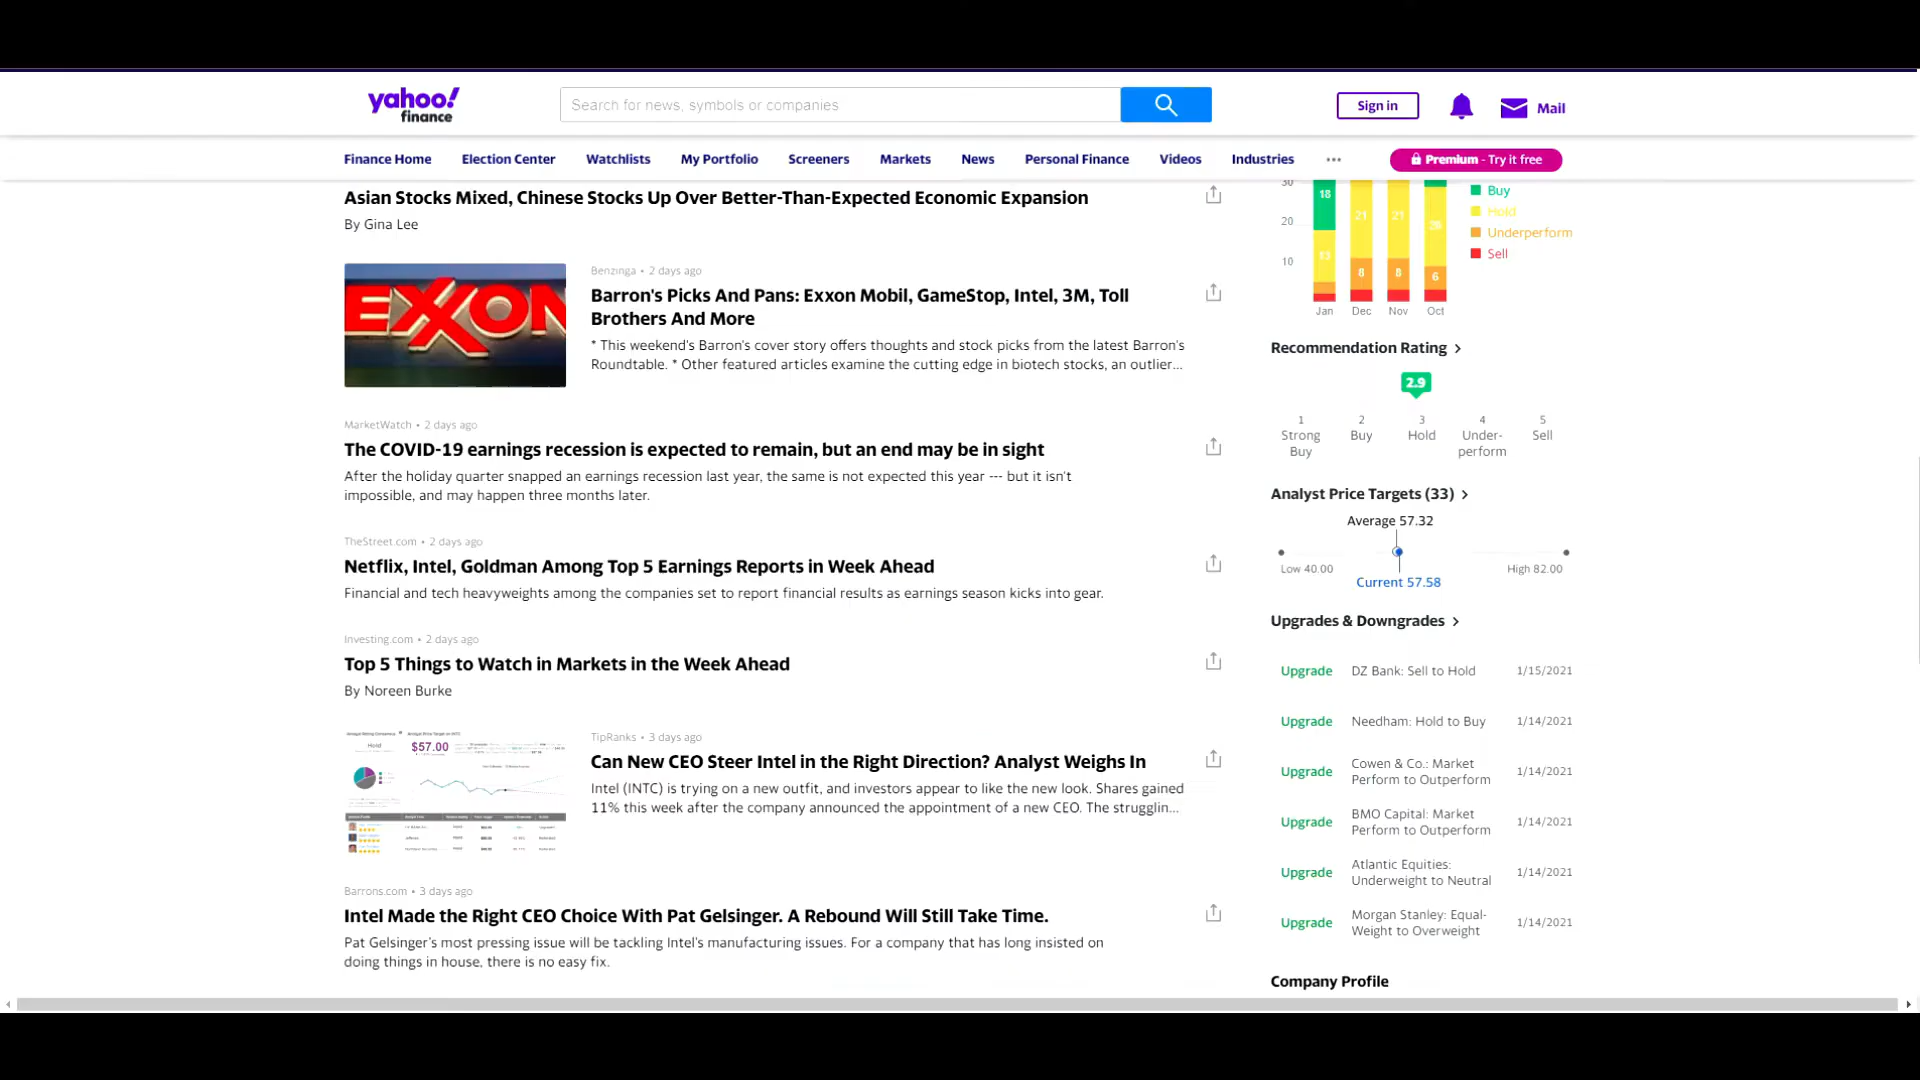 yahoo!
finance
Search for news, symbols or companies
Sign in
Mail
Finance Home
Election Center
Watchlists
My Portfolio
Screeners
Markets
News
Personal Finance
Videos
Industries
Premium - Try it free
Asian Stocks Mixed, Chinese Stocks Up Over Better-Than-Expected Economic Expansion
By Gina Lee
EXXON
Benzinga • 2 days ago
Barron's Picks And Pans: Exxon Mobil, GameStop, Intel, 3M, Toll
Brothers And More
* This weekend's Barron's cover story offers thoughts and stock picks from the latest Barron's
Roundtable. * Other featured articles examine the cutting edge in biotech stocks, an outlier...
MarketWatch • 2 days ago
The COVID-19 earnings recession is expected to remain, but an end may be in sight
After the holiday quarter snapped an earnings recession last year, the same is not expected this year --- but it isn't
impossible, and may happen three months later.
TheStreet.com • 2 days ago
Netflix, Intel, Goldman Among Top 5 Earnings Reports in Week Ahead
Financial and tech heavyweights among the companies set to report financial results as earnings season kicks into gear.
Investing.com • 2 days ago
Top 5 Things to Watch in Markets in the Week Ahead
By Noreen Burke
Hold
$57.00
TipRanks • 3 days ago
Can New CEO Steer Intel in the Right Direction? Analyst Weighs In
Intel (INTC) is trying on a new outfit, and investors appear to like the new look. Shares gained
11% this week after the company announced the appointment of a new CEO. The strugglin...
Barrons.com • 3 days ago
Intel Made the Right CEO Choice With Pat Gelsinger. A Rebound Will Still Take Time.
Pat Gelsinger's most pressing issue will be tackling Intel's manufacturing issues. For a company that has long insisted on
doing things in house, there is no easy fix.
30
20
10
18
13
21
8
21
8
6
Jan
Dec
Nov
Oct
Buy
Hold
Underperform
Sell
Recommendation Rating
2.9
1
Strong
Buy
2
Buy
3
Hold
4
Under-
perform
5
Sell
Analyst Price Targets (33)
Average 57.32
Low 40.00
High 82.00
Current 57.58
Upgrades & Downgrades
Upgrade DZ Bank: Sell to Hold 1/15/2021
Upgrade Needham: Hold to Buy 1/14/2021
Upgrade Cowen & Co.: Market
Perform to Outperform 1/14/2021
Upgrade BMO Capital: Market
Perform to Outperform 1/14/2021
Upgrade Atlantic Equities:
Underweight to Neutral 1/14/2021
Upgrade Morgan Stanley: Equal-
Weight to Overweight 1/14/2021
Company Profile